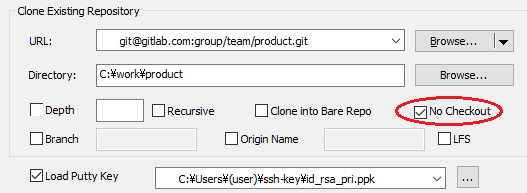 Clone Existing Repository
URL: git@gitlab.com:group/team/product.git Browse...
Directory: C:¥work¥product Browse...
Depth Recursive Clone into Bare Repo No Checkout
Branch Origin Name LFS
Load Putty Key C:¥Users¥(user)¥ssh-key¥id_rsa_pri.ppk ...